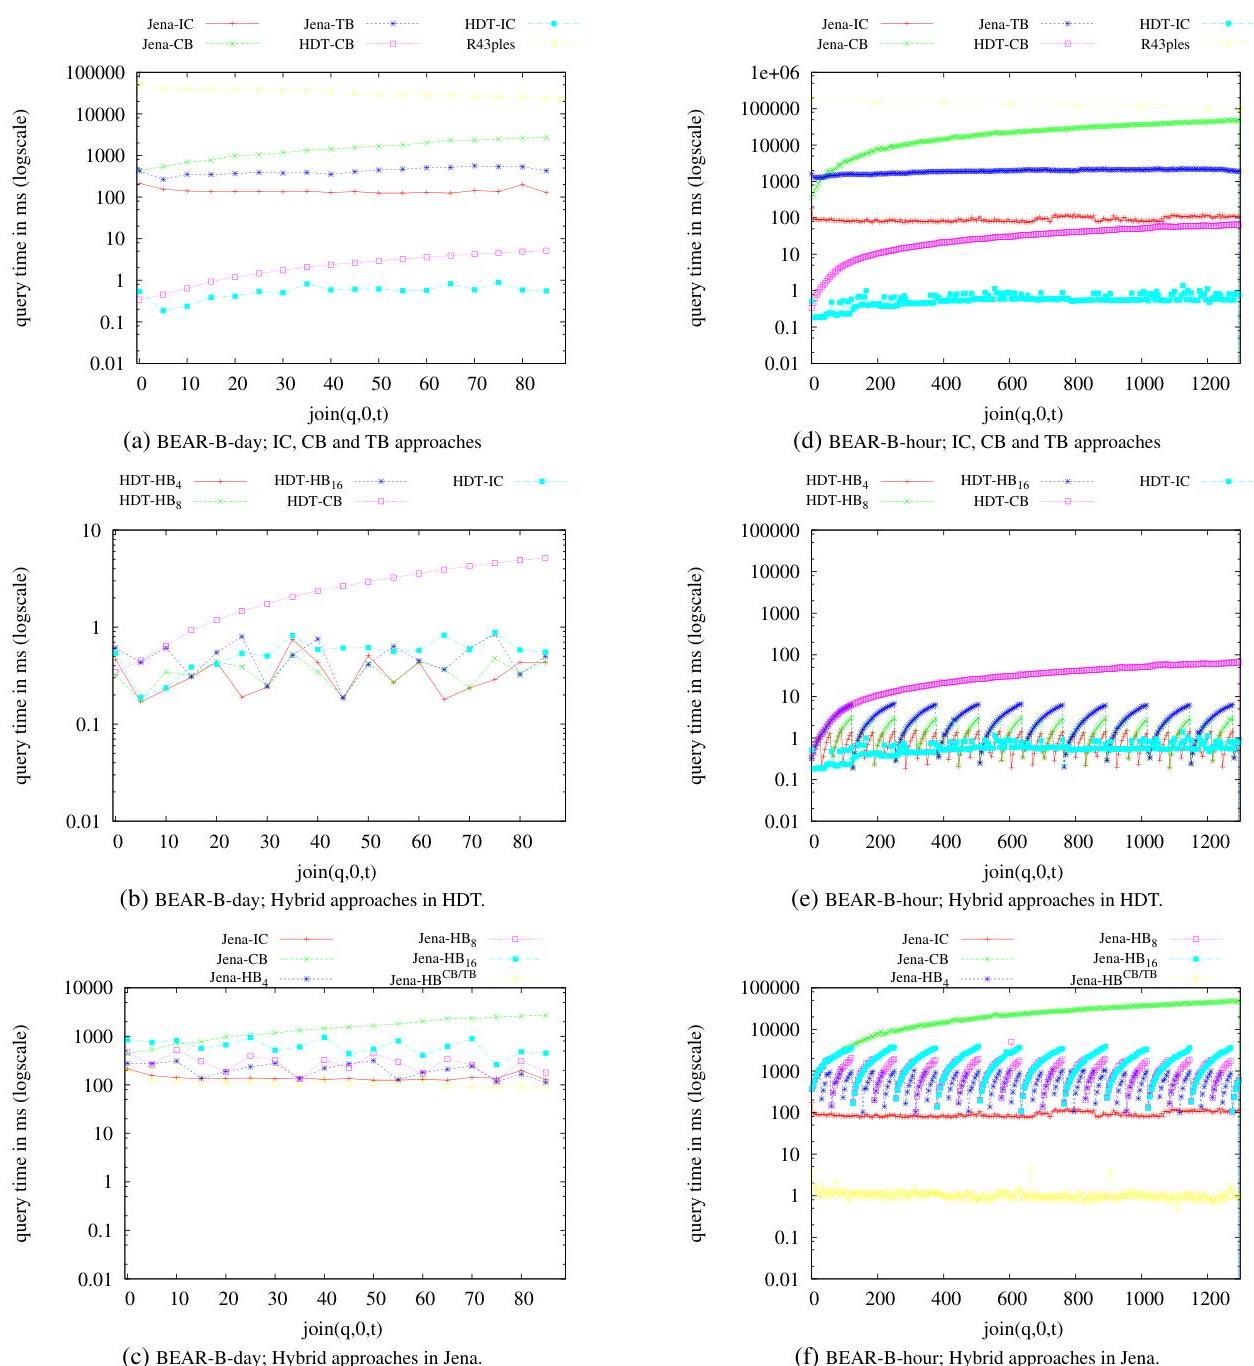 Jena-IC Jena-TB HDT-IC
Jena-CB HDT-CB R43ples
100000
10000
1000
100
10
1
0.1
0.01
query time in ms (logscale)
0 10 20 30 40 50 60 70 80
join(q,0,t)
(a) BEAR-B-day; IC, CB and TB approaches
HDT-HB4 HDT-HB16 HDT-IC
HDT-HB8 HDT-CB
10
1
0.1
0.01
query time in ms (logscale)
0 10 20 30 40 50 60 70 80
join(q,0,t)
(b) BEAR-B-day; Hybrid approaches in HDT.
Jena-IC Jena-HB8
Jena-CB Jena-HB16
Jena-HB4 Jena-HBCB/TB
10000
1000
100
10
1
0.1
0.01
query time in ms (logscale)
0 10 20 30 40 50 60 70 80
join(q,0,t)
(c) BEAR-B-day; Hybrid approaches in Jena.
Jena-IC Jena-TB HDT-IC
Jena-CB HDT-CB R43ples
1e+06
100000
10000
1000
100
10
1
0.1
0.01
query time in ms (logscale)
0 200 400 600 800 1000 1200
join(q,0,t)
(d) BEAR-B-hour; IC, CB and TB approaches
HDT-HB4 HDT-HB16 HDT-IC
HDT-HB8 HDT-CB
100000
10000
1000
100
10
1
0.1
0.01
query time in ms (logscale)
0 200 400 600 800 1000 1200
join(q,0,t)
(e) BEAR-B-hour; Hybrid approaches in HDT.
Jena-IC Jena-HB8
Jena-CB Jena-HB16
Jena-HB4 Jena-HBCB/TB
100000
10000
1000
100
10
1
0.1
0.01
query time in ms (logscale)
0 200 400 600 800 1000 1200
join(q,0,t)
(f) BEAR-B-hour; Hybrid approaches in Jena.